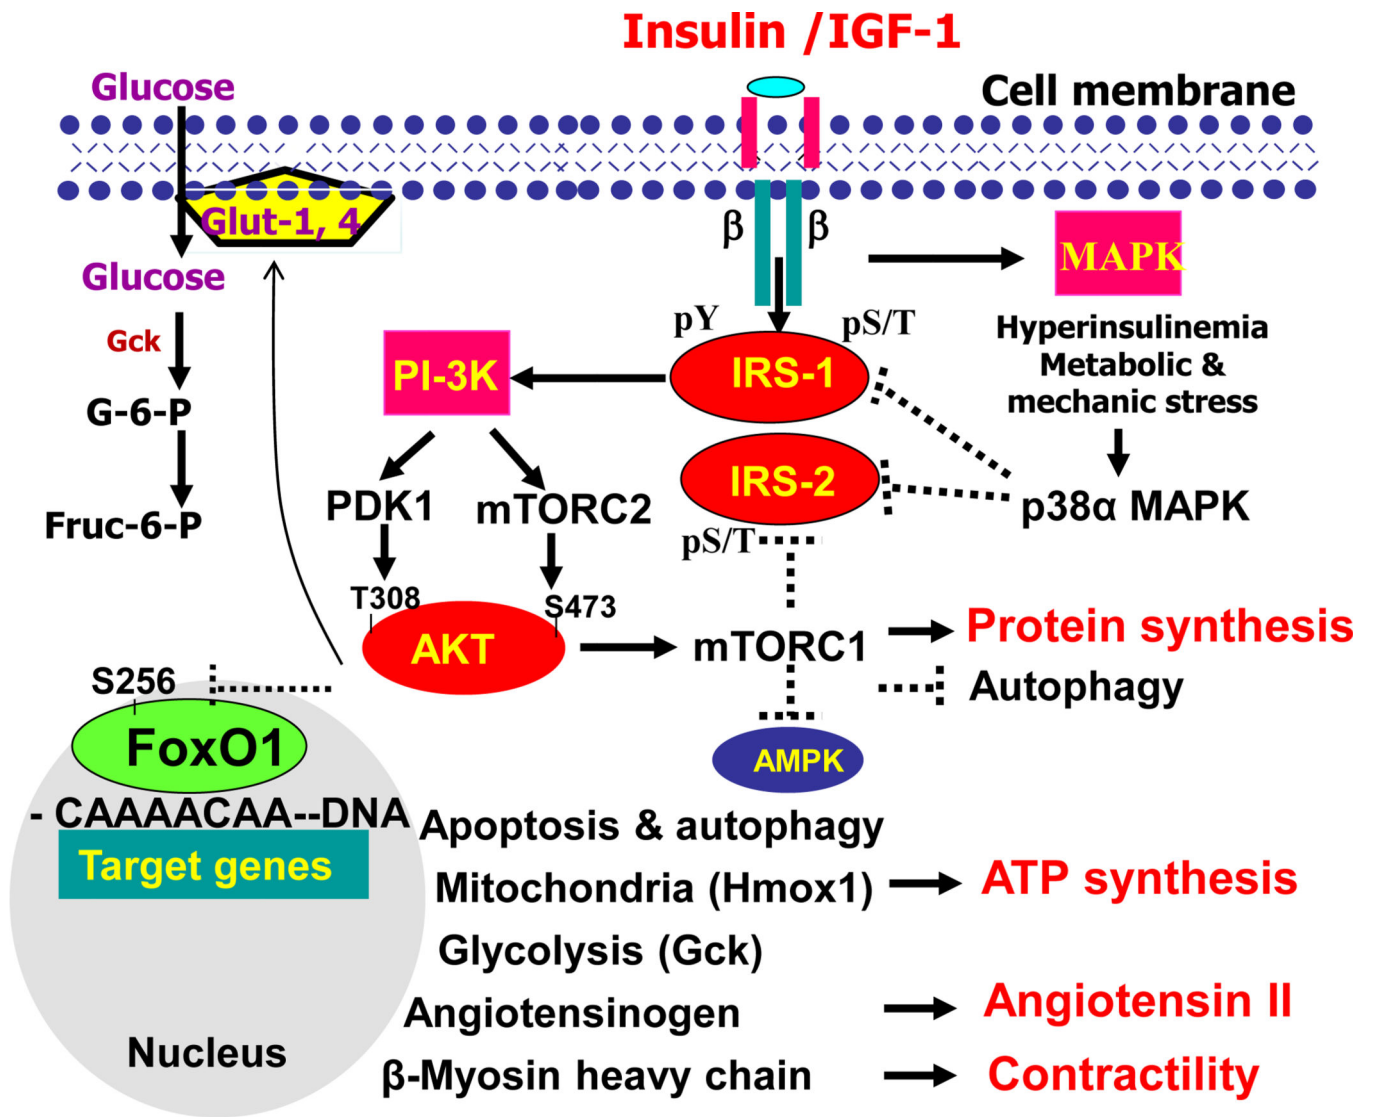 Insulin /IGF-1
Glucose
Cell membrane
Glut-1, 4
β
β
MAPK
Glucose
Gck
G-6-P
Fruc-6-P
pY
pS/T
PI-3K
IRS-1
Hyperinsulinemia
Metabolic &
mechanic stress
IRS-2
p38α MAPK
PDK1
mTORC2
pS/T
T308
S473
AKT
mTORC1
Protein synthesis
Autophagy
S256
FoxO1
AMPK
- CAAAACAA--DNA
Target genes
Nucleus
Apoptosis & autophagy
Mitochondria (Hmox1)
ATP synthesis
Glycolysis (Gck)
Angiotensinogen
Angiotensin II
β-Myosin heavy chain
Contractility